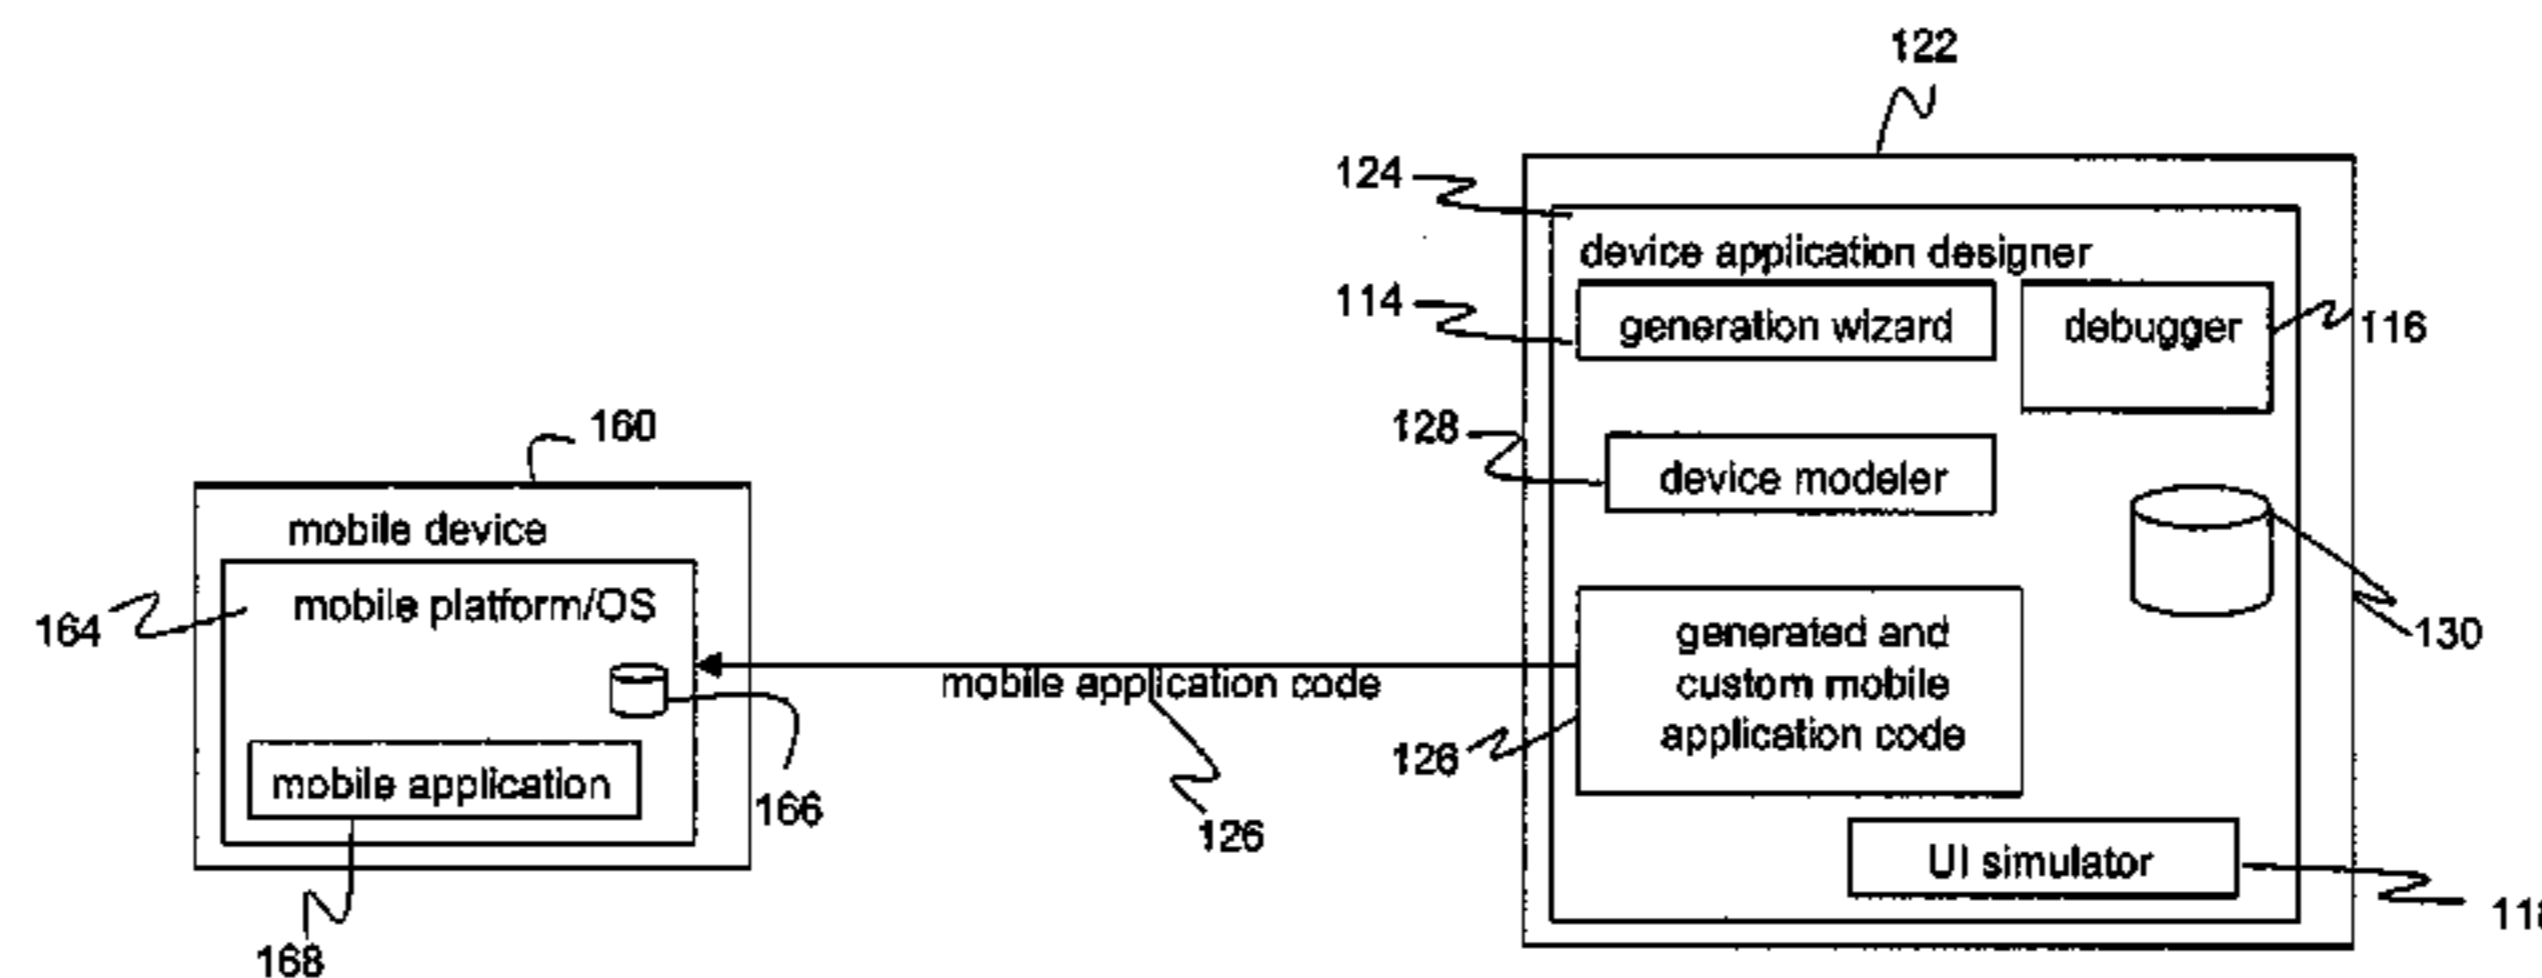 122
124
device application designer
114
generation wizard
debugger
116
128
device modeler
160
mobile device
164
mobile platform/OS
130
generated and
custom mobile
application code
mobile application code
126
126
mobile application
166
168
UI simulator